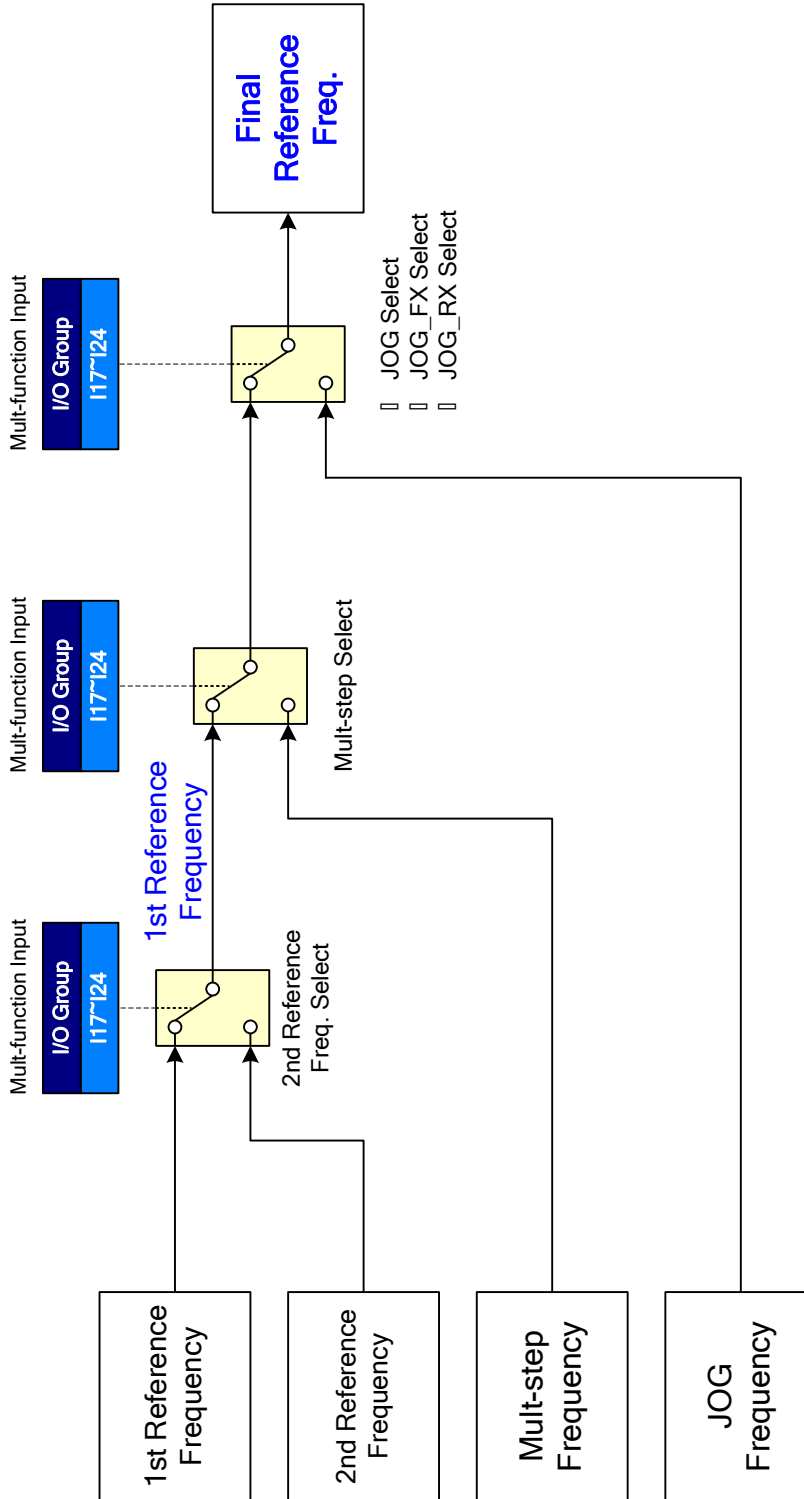 Mult-function Input
I/O Group
I17~I24
Mult-function Input
I/O Group
I17~I24
Mult-function Input
I/O Group
I17~I24
1st Reference
Frequency
1st Reference
Frequency
2nd Reference
Freq. Select
Mult-step Select
JOG Select
JOG_FX Select
JOG_RX Select
Final
Reference
Freq.
2nd Reference
Frequency
Mult-step
Frequency
JOG
Frequency